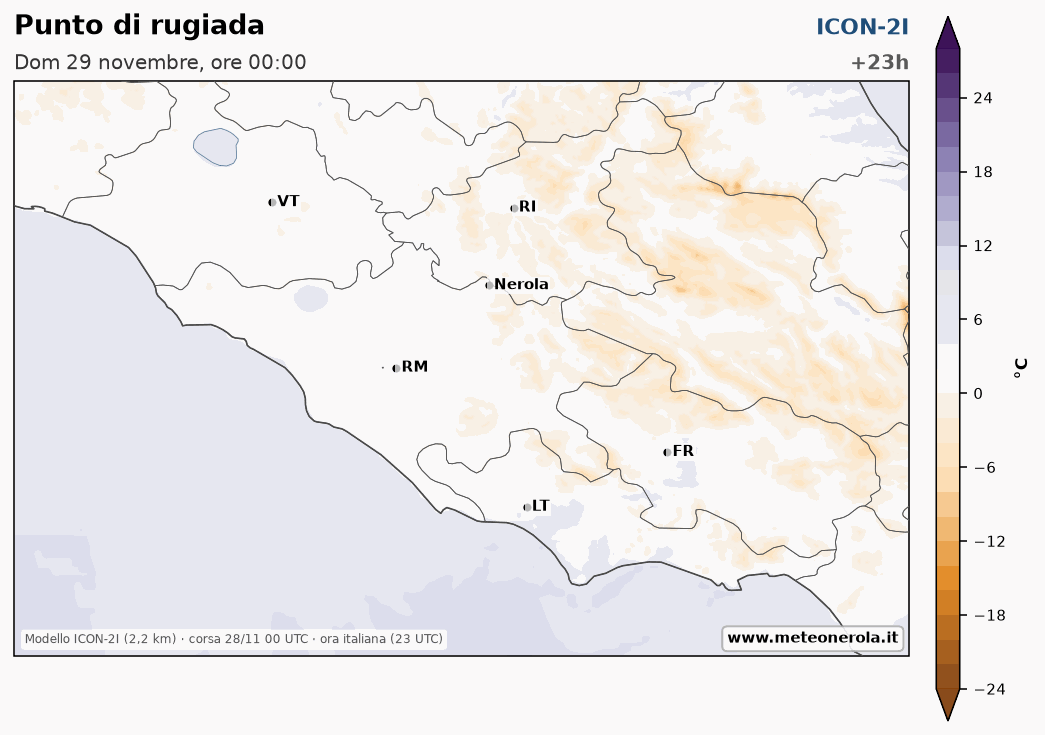 Punto di rugiada
ICON-2I
Dom 29 novembre, ore 00:00
+23h
VT
RI
Nerola
RM
FR
LT
24
18
12
6
0
−6
−12
−18
−24
°C
Modello ICON-2I (2,2 km) · corsa 28/11 00 UTC · ora italiana (23 UTC)
www.meteonerola.it